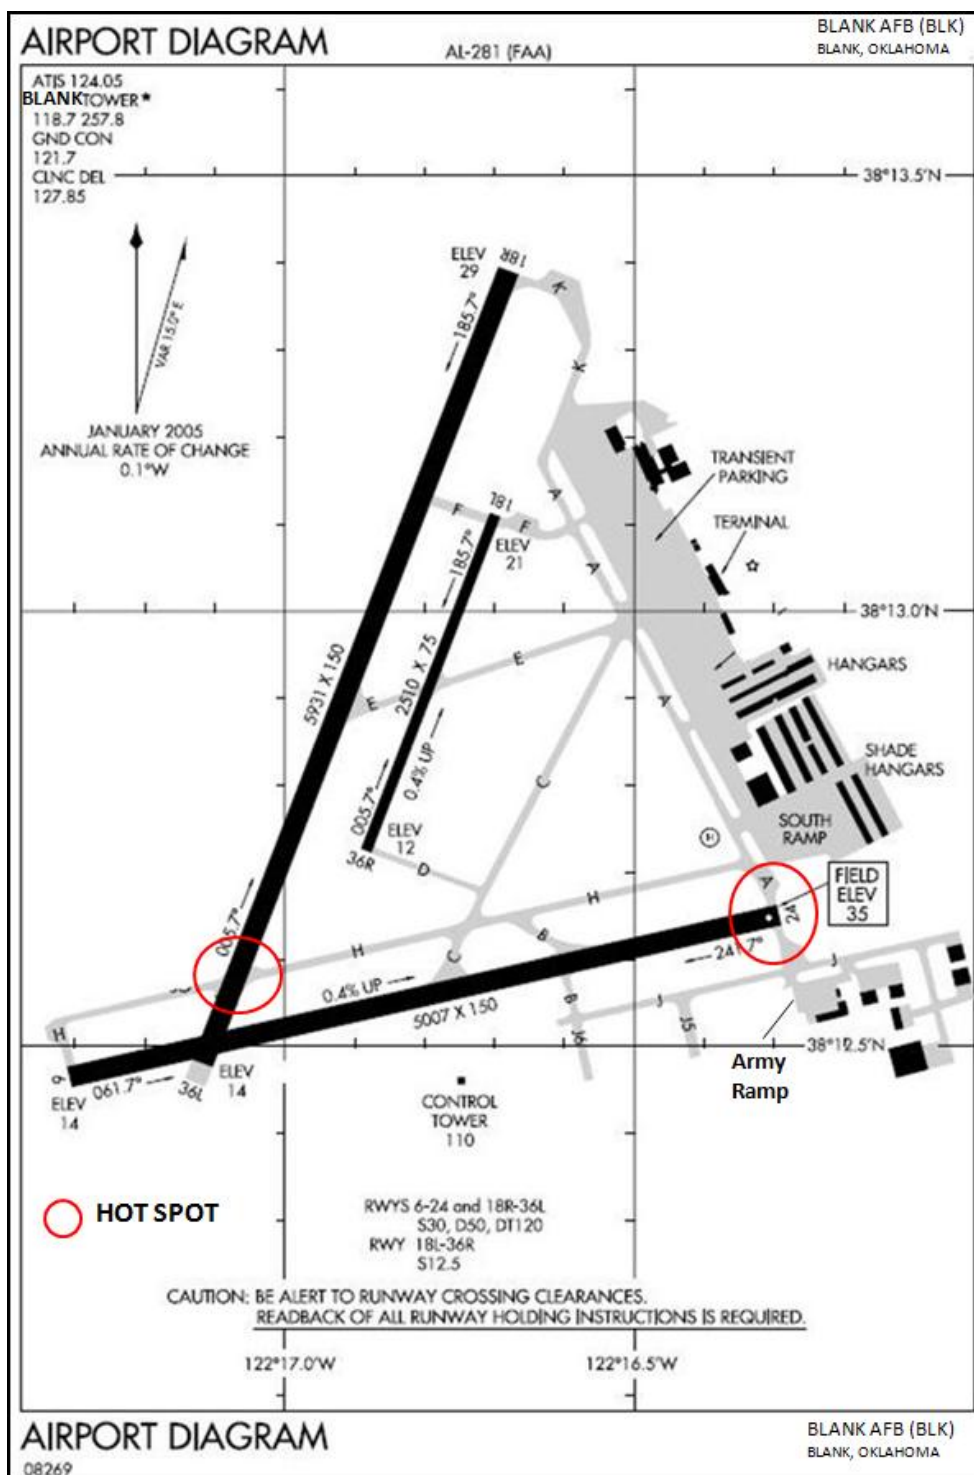 AIRPORT DIAGRAM
AL-281 (FAA)
BLANK AFB (BLK)
BLANK, OKLAHOMA
ATIS 124.05
BLANK TOWER*
118.7 257.8
GND CON
121.7
CLNC DEL
127.85
38°13.5'N
VAR 15.0° E
JANUARY 2005
ANNUAL RATE OF CHANGE
0.1°W
ELEV
29
18R
K
185.7°
K
TRANSIENT
PARKING
A
F
18L
F
ELEV
21
TERMINAL
185.7°
A
38°13.0'N
5931 X 150
2510 X 75
E
E
HANGARS
A
005.7°
0.4% UP
SHADE
HANGARS
C
ELEV
12
36R
D
H
SOUTH
RAMP
A
24
FIELD
ELEV
35
H
005.7°
H
C
B
241.7°
J
0.4% UP
5007 X 150
B
J
J5
J6
H
6
061.7°
36L
ELEV
14
ELEV
14
38°12.5'N
Army
Ramp
CONTROL
TOWER
110
HOT SPOT
RWYS 6-24 and 18R-36L
S30, D50, DT120
RWY 18L-36R
S12.5
CAUTION: BE ALERT TO RUNWAY CROSSING CLEARANCES.
READBACK OF ALL RUNWAY HOLDING INSTRUCTIONS IS REQUIRED.
122°17.0'W
122°16.5'W
AIRPORT DIAGRAM
08269
BLANK AFB (BLK)
BLANK, OKLAHOMA